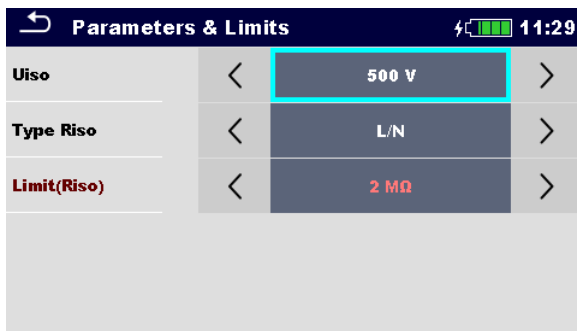 Parameters & Limits 11:29
Uiso 500 V
Type Riso L/N
Limit(Riso) 2 MΩ